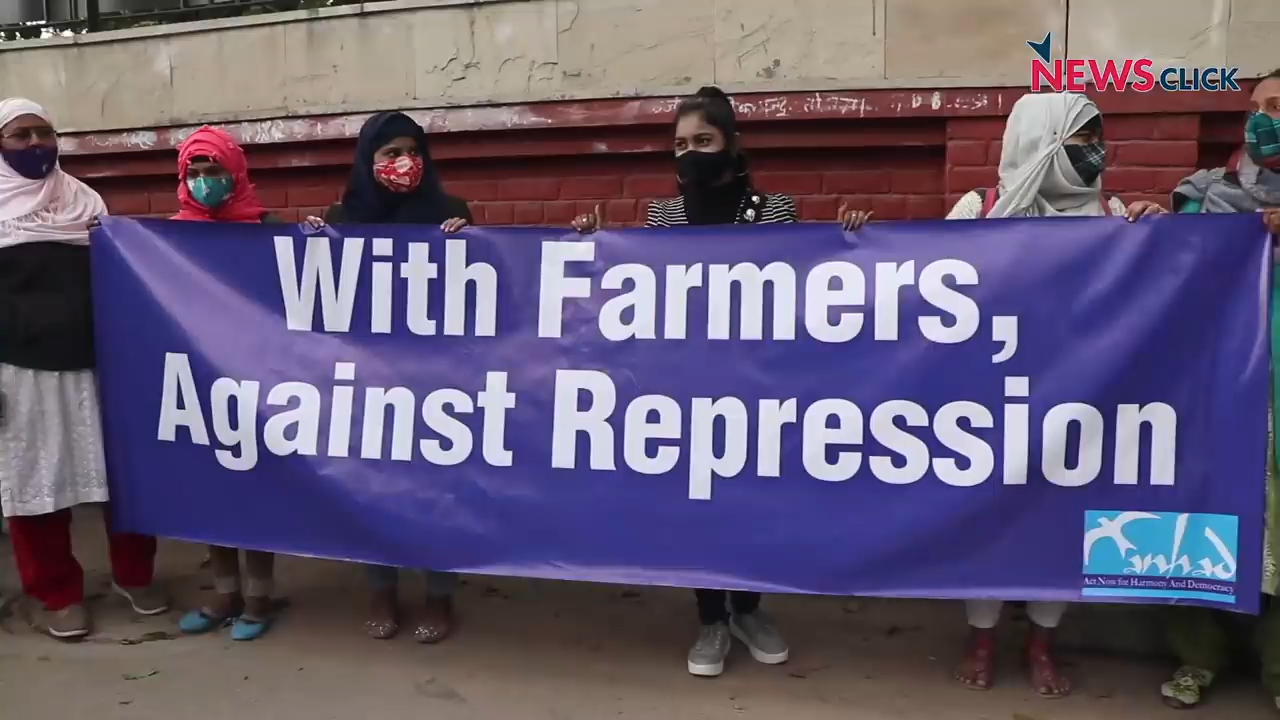 NEWSCLICK
With Farmers,
Against Repression
anhad
Act Now for Harmony And Democracy